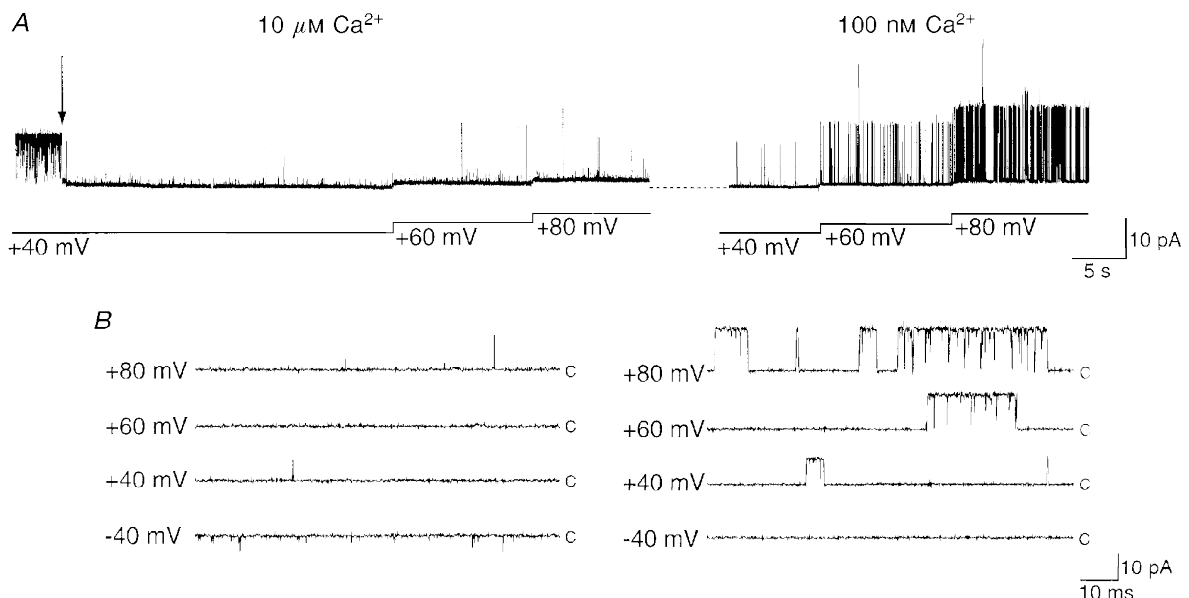 A
10 μM Ca²⁺
100 nM Ca²⁺
+40 mV
+60 mV
+80 mV
+40 mV
+60 mV
+80 mV
10 pA
5 s
B
+80 mV
C
+60 mV
C
+40 mV
C
-40 mV
C
+80 mV
C
+60 mV
C
+40 mV
C
-40 mV
C
10 pA
10 ms